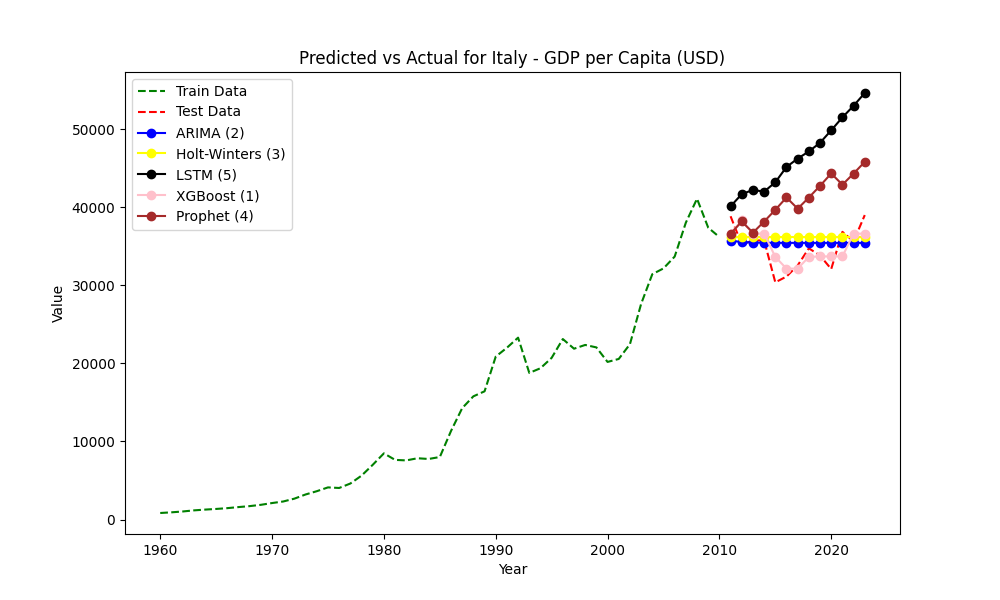 Predicted vs Actual for Italy - GDP per Capita (USD)
Train Data
Test Data
ARIMA (2)
Holt-Winters (3)
LSTM (5)
XGBoost (1)
Prophet (4)
50000
40000
30000
20000
10000
0
Value
1960 1970 1980 1990 2000 2010 2020
Year